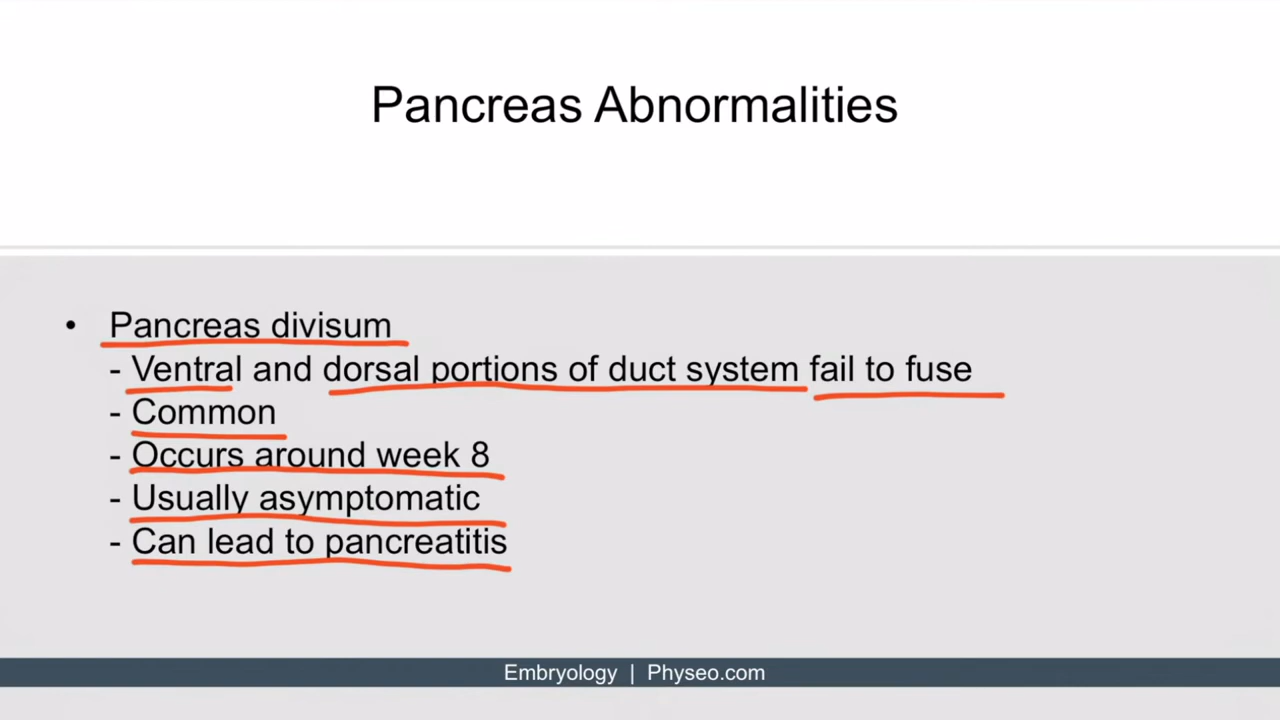 Pancreas Abnormalities
• Pancreas divisum
- Ventral and dorsal portions of duct system fail to fuse
- Common
- Occurs around week 8
- Usually asymptomatic
- Can lead to pancreatitis
Embryology | Physeo.com